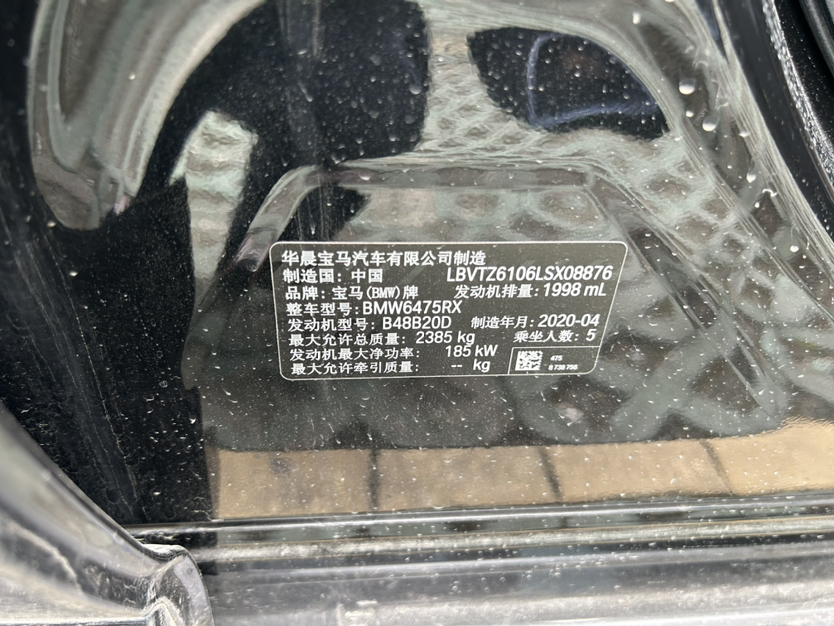 华晨宝马汽车有限公司制造
制造国：中国 LBVTZ6106LSX08876
品牌：宝马(BMW)牌 发动机排量：1998 mL
整车型号：BMW6475RX
发动机型号：B48B20D 制造年月：2020-04
最大允许总质量：2385 kg 乘坐人数：5
发动机最大净功率：185 kW
最大允许牵引质量：-- kg
475
8 738 756